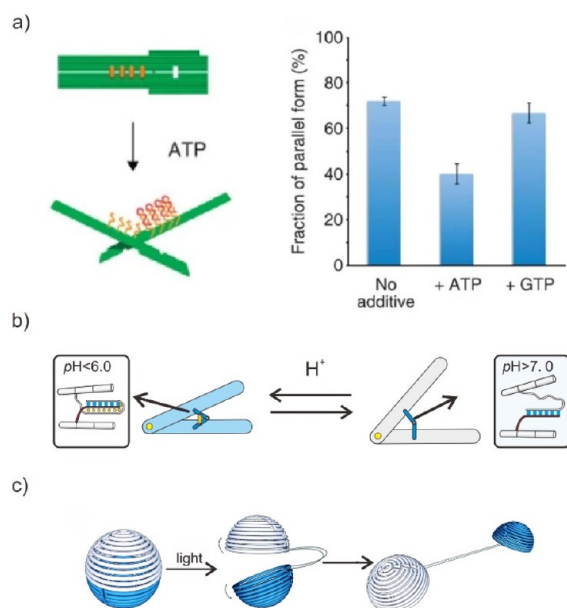 a)
ATP
Fraction of parallel form (%)
100
80
60
40
20
0
No additive
+ ATP
+ GTP
b)
pH<6.0
H+
pH>7. 0
c)
light